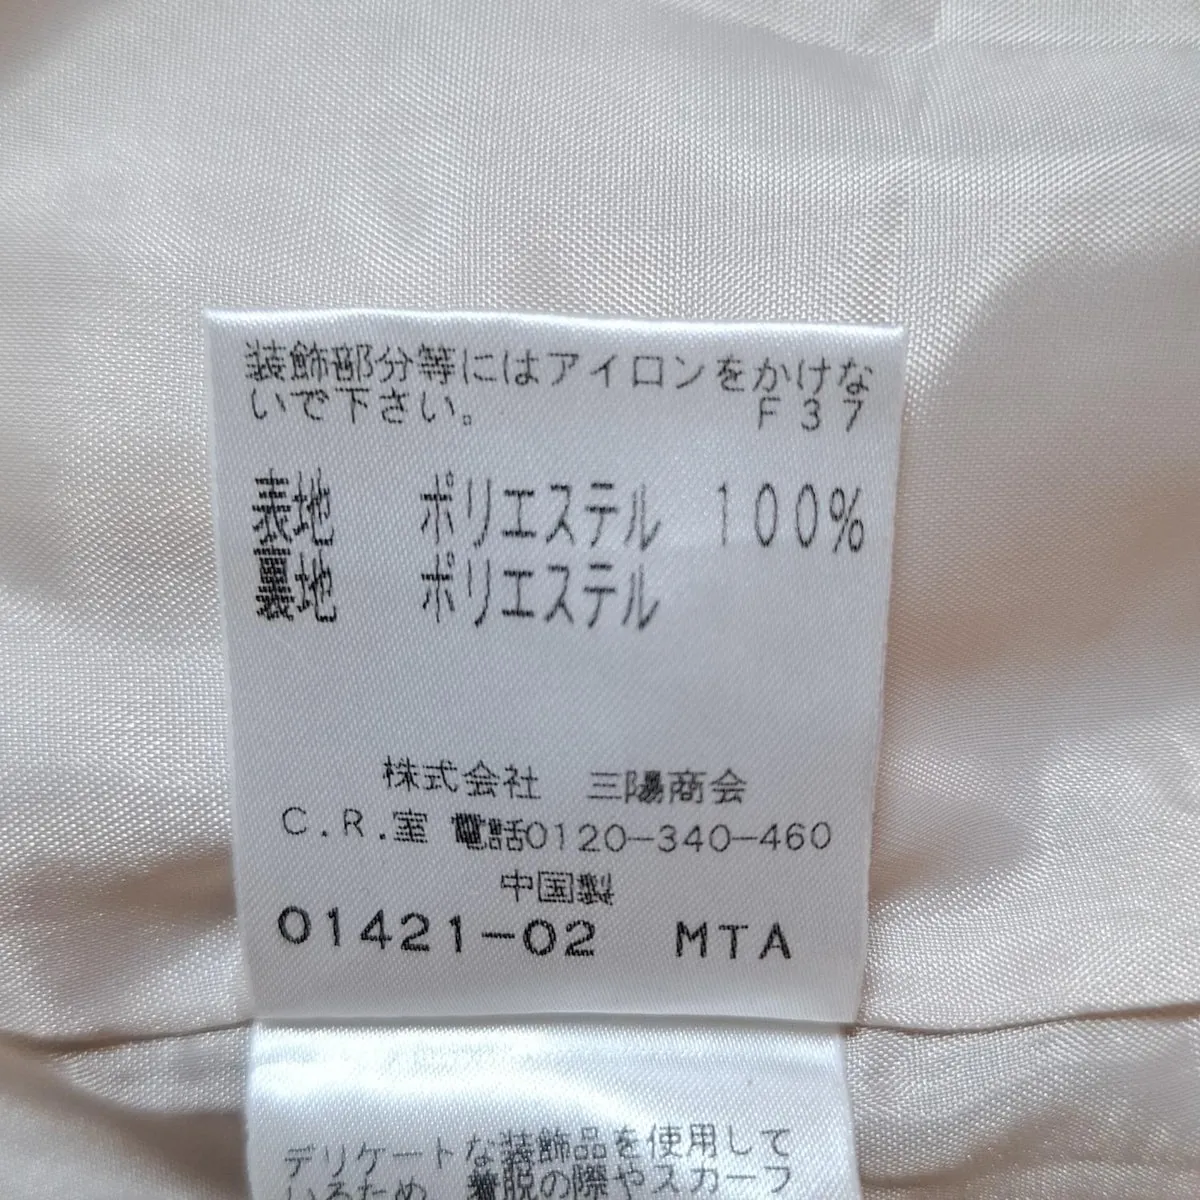 装飾部分等にはアイロンをかけな
いで下さい。 F37
表地 ポリエステル 100%
裏地 ポリエステル
株式会社 三陽商会
C.R.室 電話0120-340-460
中国製
01421-02 MTA
デリケートな装飾品を使用して
いるため、着脱の際やスカーフ